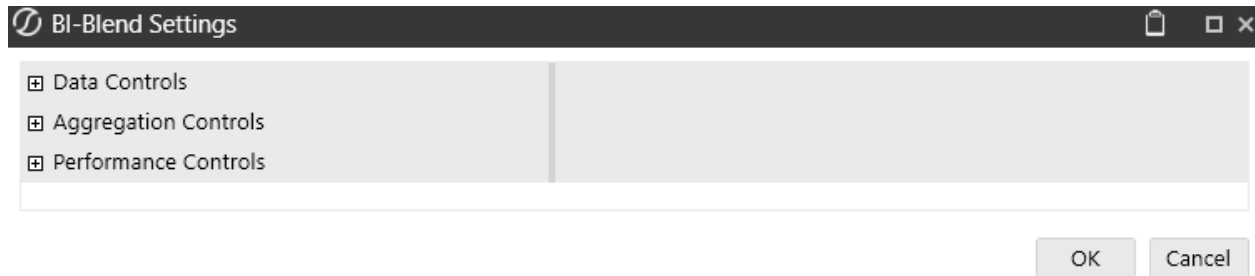 BI-Blend Settings
Data Controls
Aggregation Controls
Performance Controls
OK Cancel